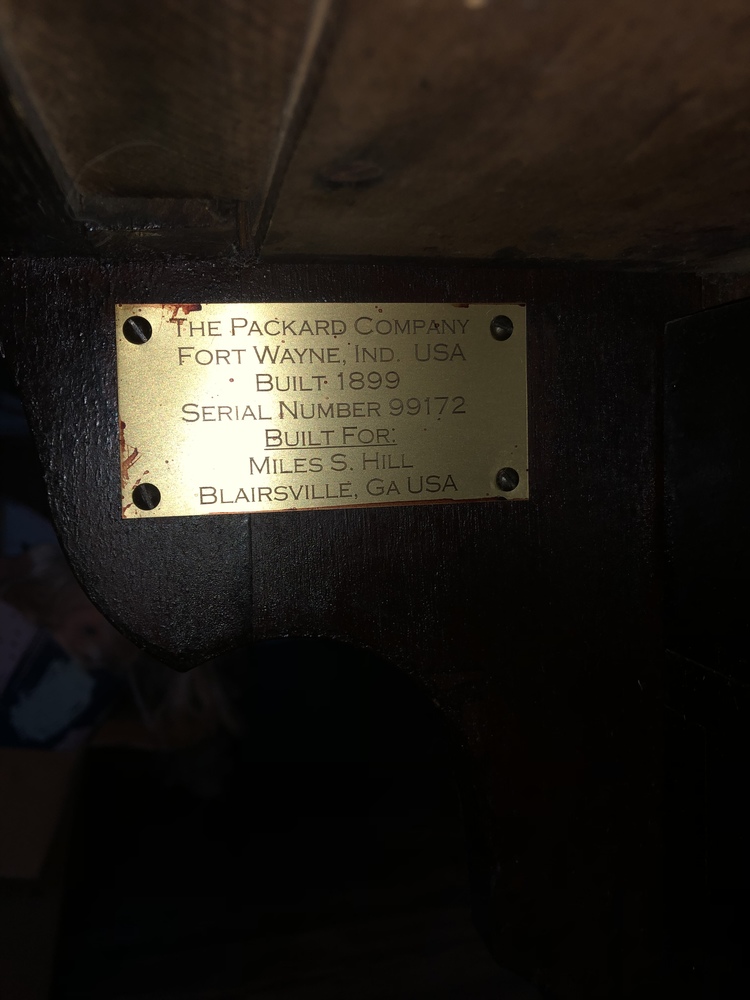 THE PACKARD COMPANY
FORT WAYNE, IND. USA
BUILT 1899
SERIAL NUMBER 99172
BUILT FOR:
MILES S. HILL
BLAIRSVILLE, GA USA